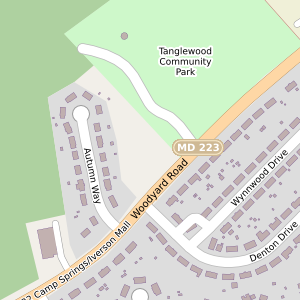 Tanglewood
Community
Park
MD 223
Woodyard Road
Autumn Way
Wynnwood Drive
Denton Drive
Camp Springs/Iverson Mall